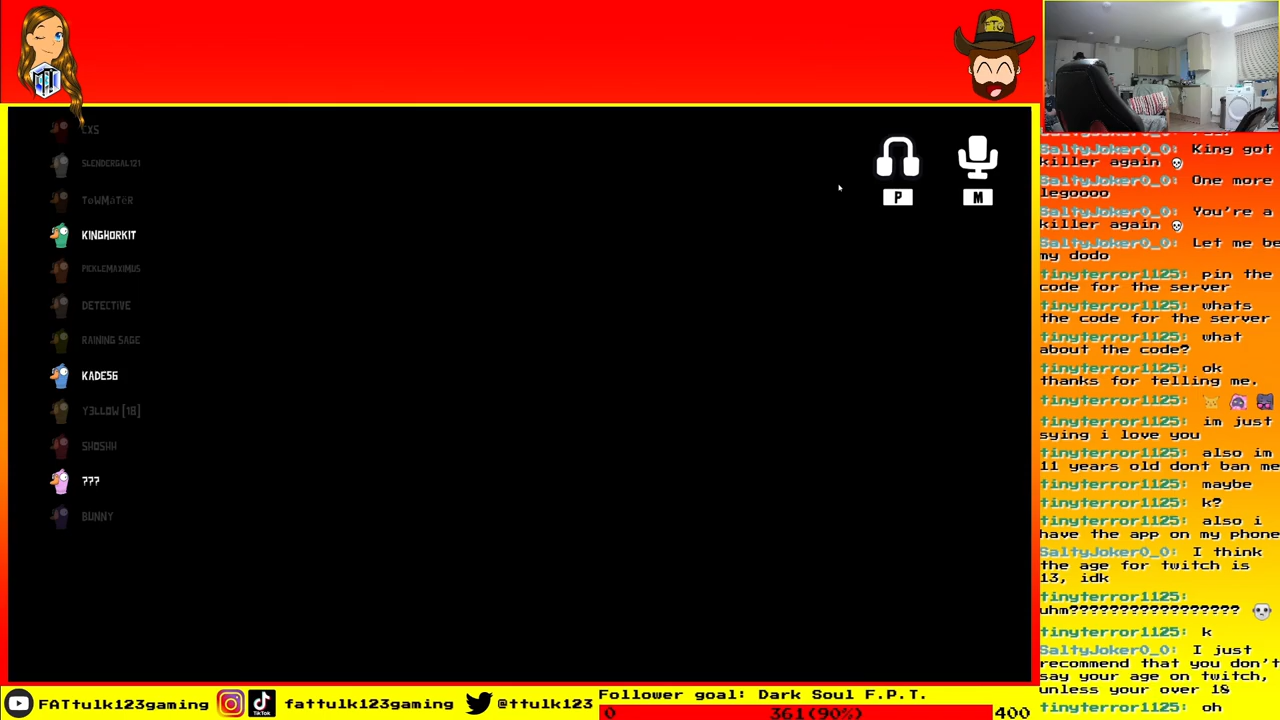 CXS
SLENDERGAL121
ToWMaTeR
KINGHORKIT
PICKLEMAXIMUS
DETECTIVE
RAINING SAGE
KADE56
Y3LLOW [18]
SHOSHH
???
BUNNY
P
M
SaltyJoker0_0: King got
killer again
SaltyJoker0_0: One more
legoooo
SaltyJoker0_0: You're a
killer again
SaltyJoker0_0: Let me be
my dodo
tinyterror1125: pin the
code for the server
tinyterror1125: whats
the code for the server
tinyterror1125: what
about the code?
tinyterror1125: ok
thanks for telling me.
tinyterror1125:
tinyterror1125: im just
sying i love you
tinyterror1125: also im
11 years old dont ban me
tinyterror1125: maybe
tinyterror1125: k?
tinyterror1125: also i
have the app on my phone
SaltyJoker0_0: I think
the age for twitch is
13, idk
tinyterror1125:
uhm?????????????????
tinyterror1125: k
SaltyJoker0_0: I just
recommend that you don't
say your age on twitch,
unless your over 18
tinyterror1125: oh
FATtulk123gaming
TikTok
fattulk123gaming
@ttulk123
Follower goal: Dark Soul F.P.T.
0 361(90%) 400